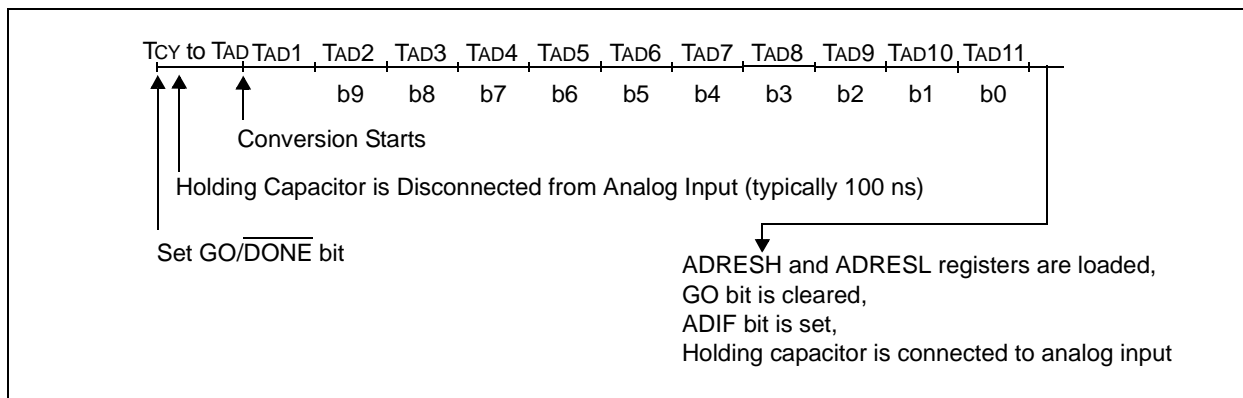 TCY to TAD TAD1 TAD2 TAD3 TAD4 TAD5 TAD6 TAD7 TAD8 TAD9 TAD10 TAD11
b9 b8 b7 b6 b5 b4 b3 b2 b1 b0
Conversion Starts
Holding Capacitor is Disconnected from Analog Input (typically 100 ns)
Set GO/DONE bit
ADRESH and ADRESL registers are loaded,
GO bit is cleared,
ADIF bit is set,
Holding capacitor is connected to analog input